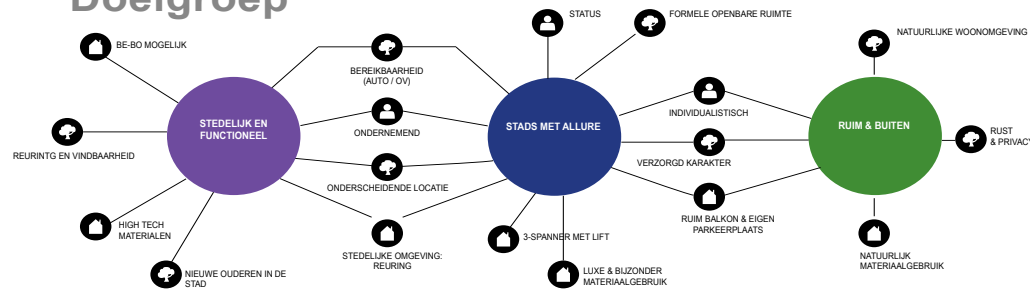 Doelgroep
STATUS
FORMELE OPENBARE RUIMTE
BE-BO MOGELIJK
NATUURLIJKE WOONOMGEVING
BEREIKBAARHEID
(AUTO / OV)
STEDELIJK EN
FUNCTIONEEL
STADS MET ALLURE
RUIM & BUITEN
INDIVIDUALISTISCH
ONDERNEMEND
REURINTG EN VINDBAARHEID
RUST
& PRIVACY
VERZORGD KARAKTER
ONDERSCHEIDENDE LOCATIE
HIGH TECH
MATERIALEN
RUIM BALKON & EIGEN
PARKEERPLAATS
3-SPANNER MET LIFT
STEDELIJKE OMGEVING:
REURING
NATUURLIJK
MATERIAALGEBRUIK
NIEUWE OUDEREN IN DE
STAD
LUXE & BIJZONDER
MATERIAALGEBRUIK